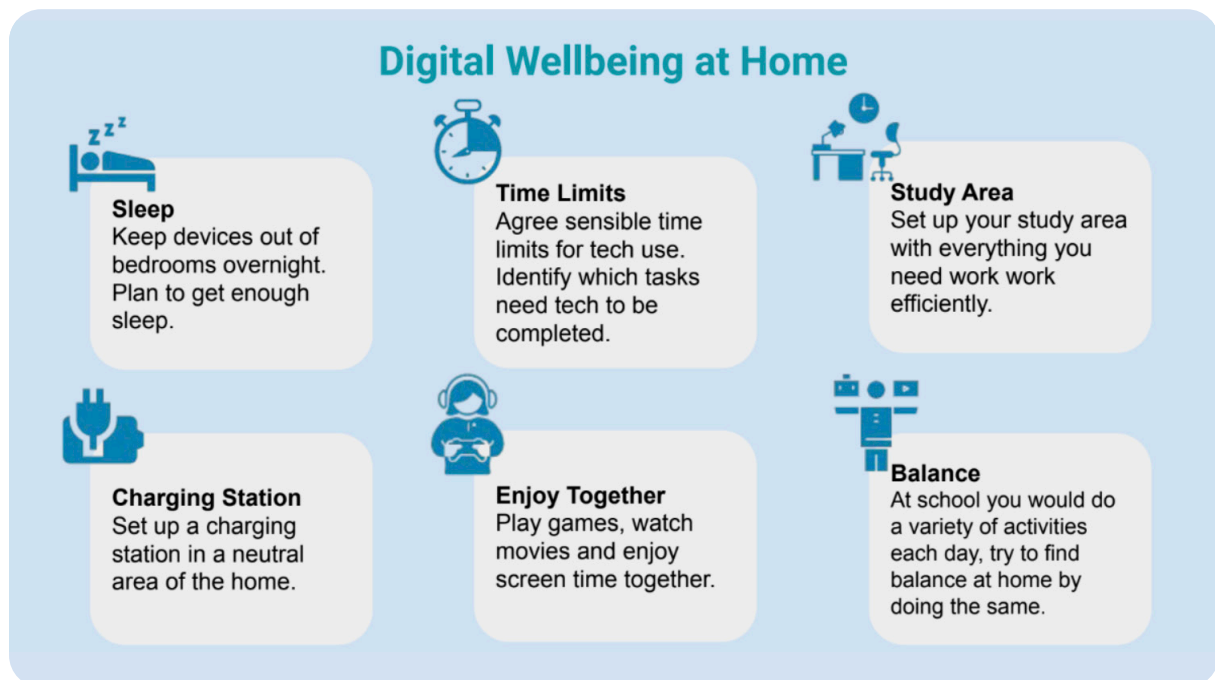 Digital Wellbeing at Home
z z z
Sleep
Keep devices out of
bedrooms overnight.
Plan to get enough
sleep.
Time Limits
Agree sensible time
limits for tech use.
Identify which tasks
need tech to be
completed.
Study Area
Set up your study area
with everything you
need work work
efficiently.
Charging Station
Set up a charging
station in a neutral
area of the home.
Enjoy Together
Play games, watch
movies and enjoy
screen time together.
Balance
At school you would do
a variety of activities
each day, try to find
balance at home by
doing the same.